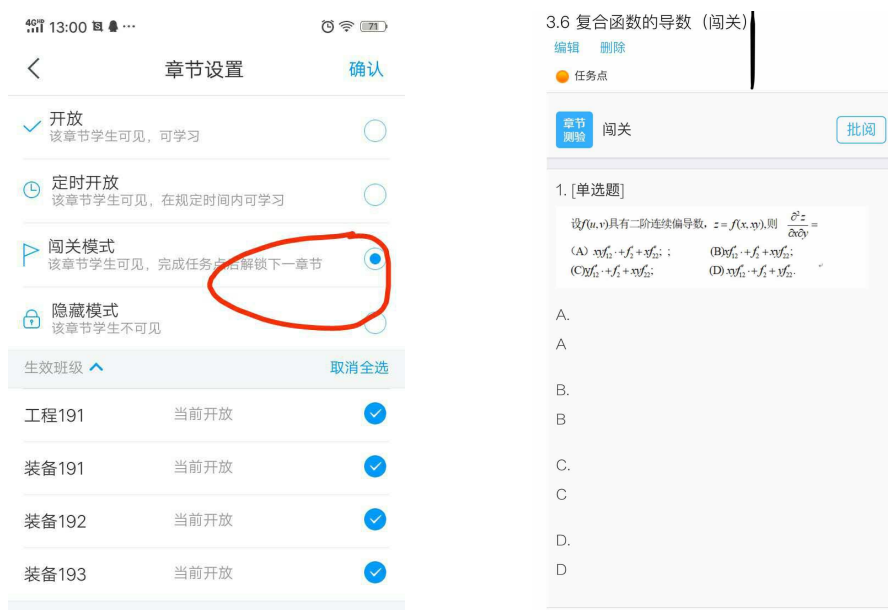 4G HD 13:00 71
章节设置 确认
开放
该章节学生可见，可学习
定时开放
该章节学生可见，在规定时间内可学习
闯关模式
该章节学生可见，完成任务点后解锁下一章节
隐藏模式
该章节学生不可见
生效班级 取消全选
工程191 当前开放
装备191 当前开放
装备192 当前开放
装备193 当前开放
3.6 复合函数的导数（闯关）
编辑 删除
任务点
章节测验 闯关 批阅
1. [单选题]
设f(u,v)具有二阶连续偏导数，z = f(x, xy),则 ∂²z/∂x∂y =
(A) xyf″₁₂·+f′₂+xyf″₂₂; ; (B)xf″₁₂·+f′₂+xyf″₂₂;
(C)yf″₁₂·+f′₂+xyf″₂₂; (D) xyf″₁₂·+f′₂+yf″₂₂.
A.
A
B.
B
C.
C
D.
D